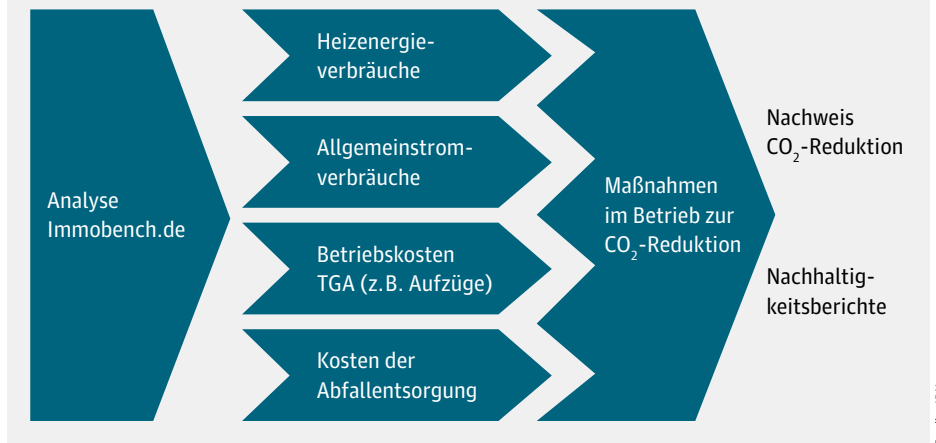 Analyse
Immobench.de
Heizenergie-
verbräuche
Allgemeinstrom-
verbräuche
Betriebskosten
TGA (z.B. Aufzüge)
Kosten der
Abfallentsorgung
Maßnahmen
im Betrieb zur
CO₂-Reduktion
Nachweis
CO₂-Reduktion
Nachhaltig-
keitsberichte